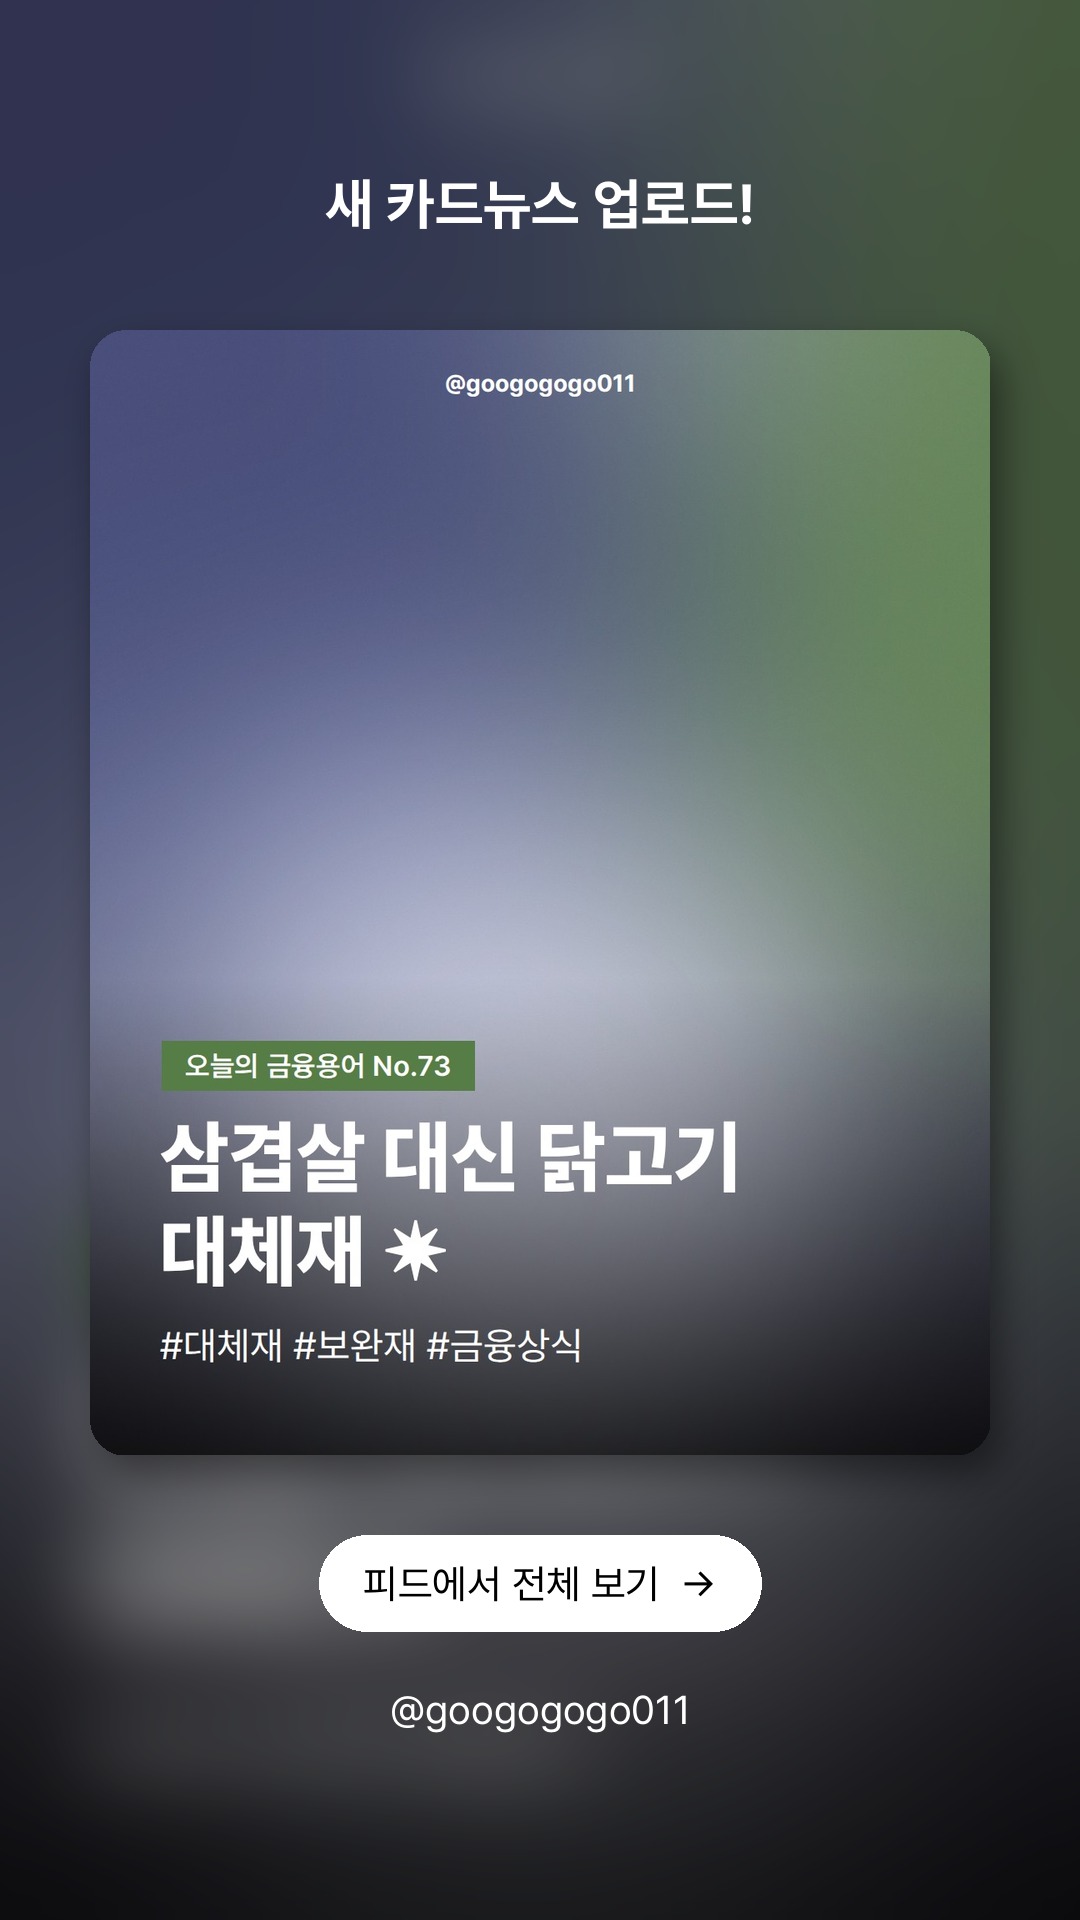 새 카드뉴스 업로드!
@googogogo011
오늘의 금융용어 No.73
삼겹살 대신 닭고기
대체재 ✷
#대체재 #보완재 #금융상식
피드에서 전체 보기 →
@googogogo011